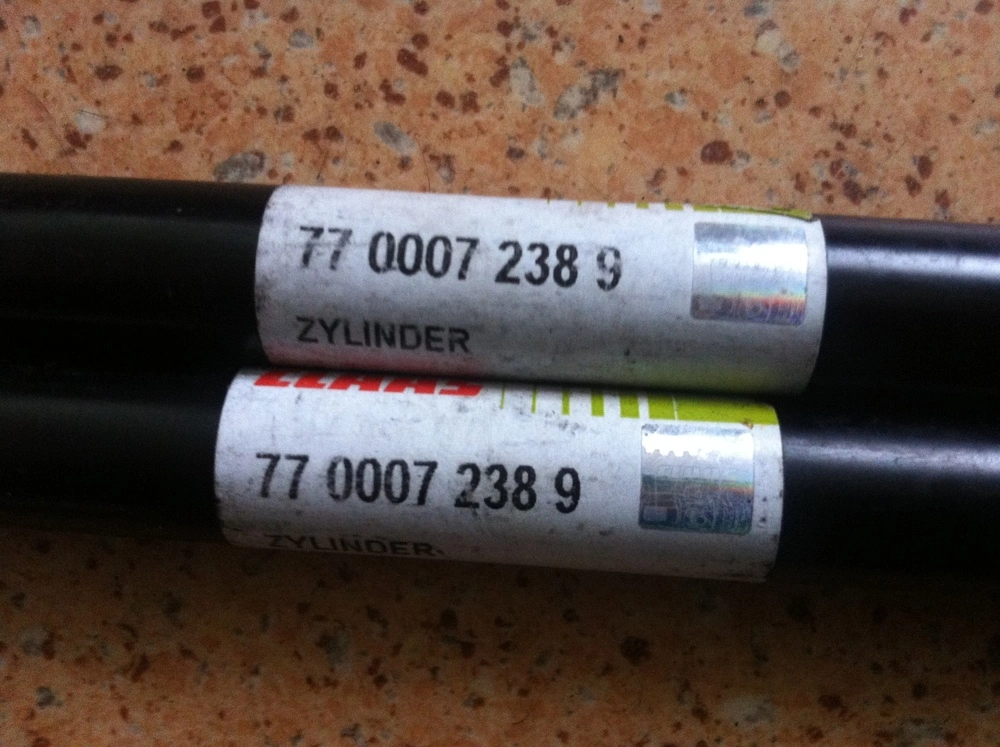 77 0007 238 9
ZYLINDER
CLAAS
77 0007 238 9
ZYLINDER